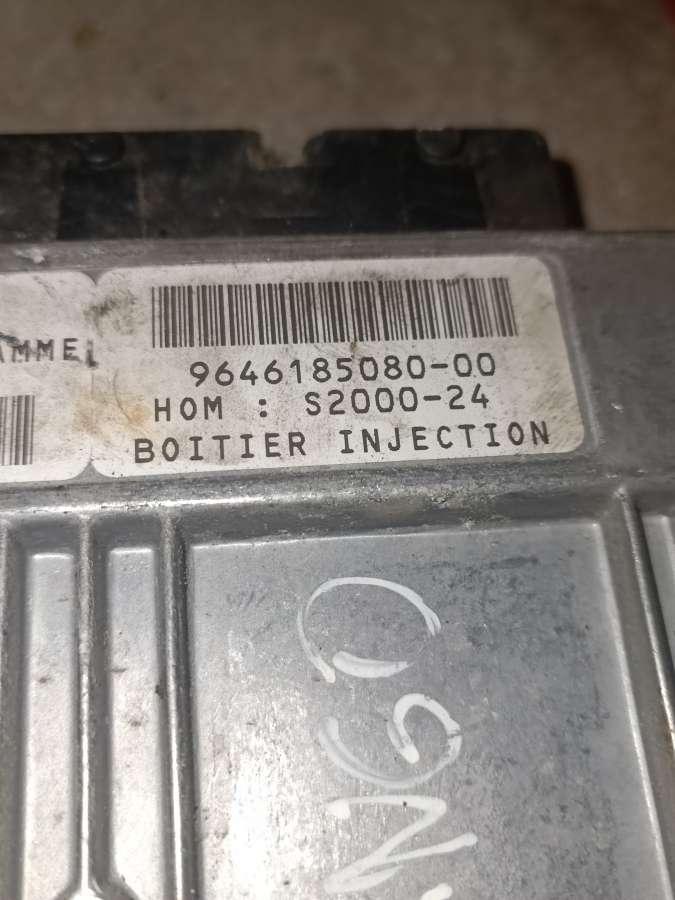 AMMEL
9646185080-00
HOM : S2000-24
BOITIER INJECTION